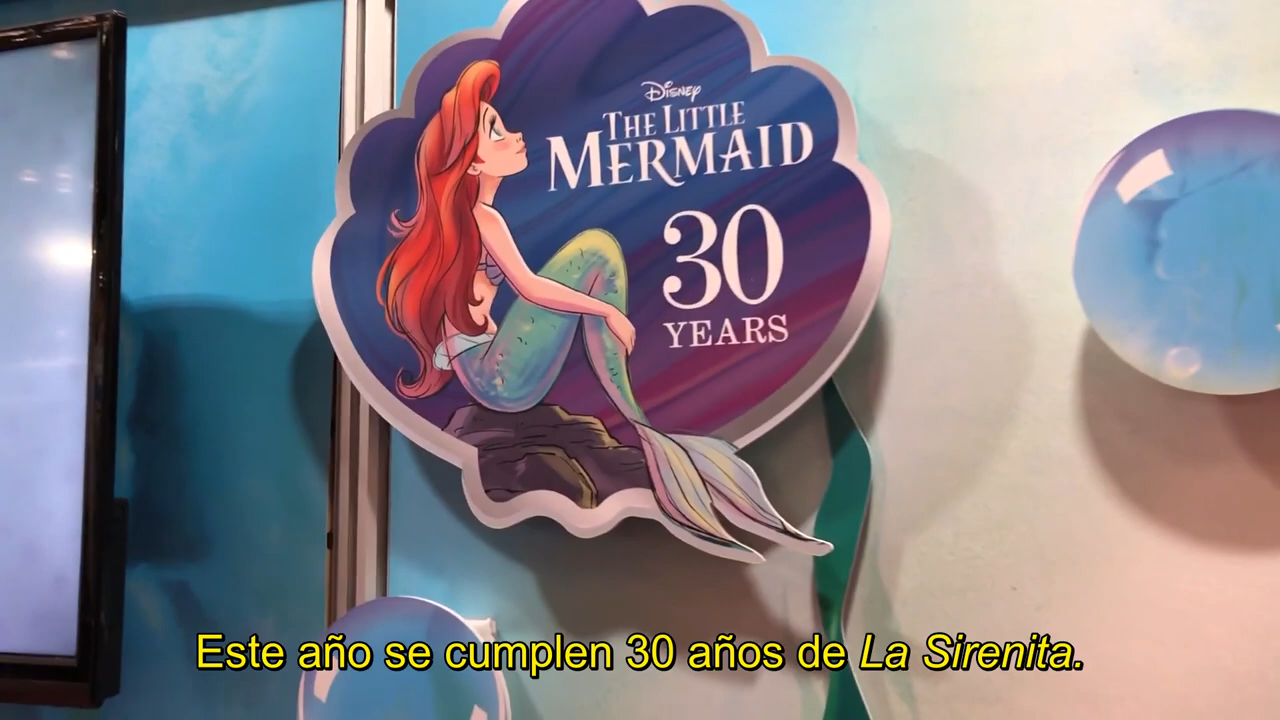 Disney
THE LITTLE
MERMAID
30
YEARS
Este año se cumplen 30 años de La Sirenita.